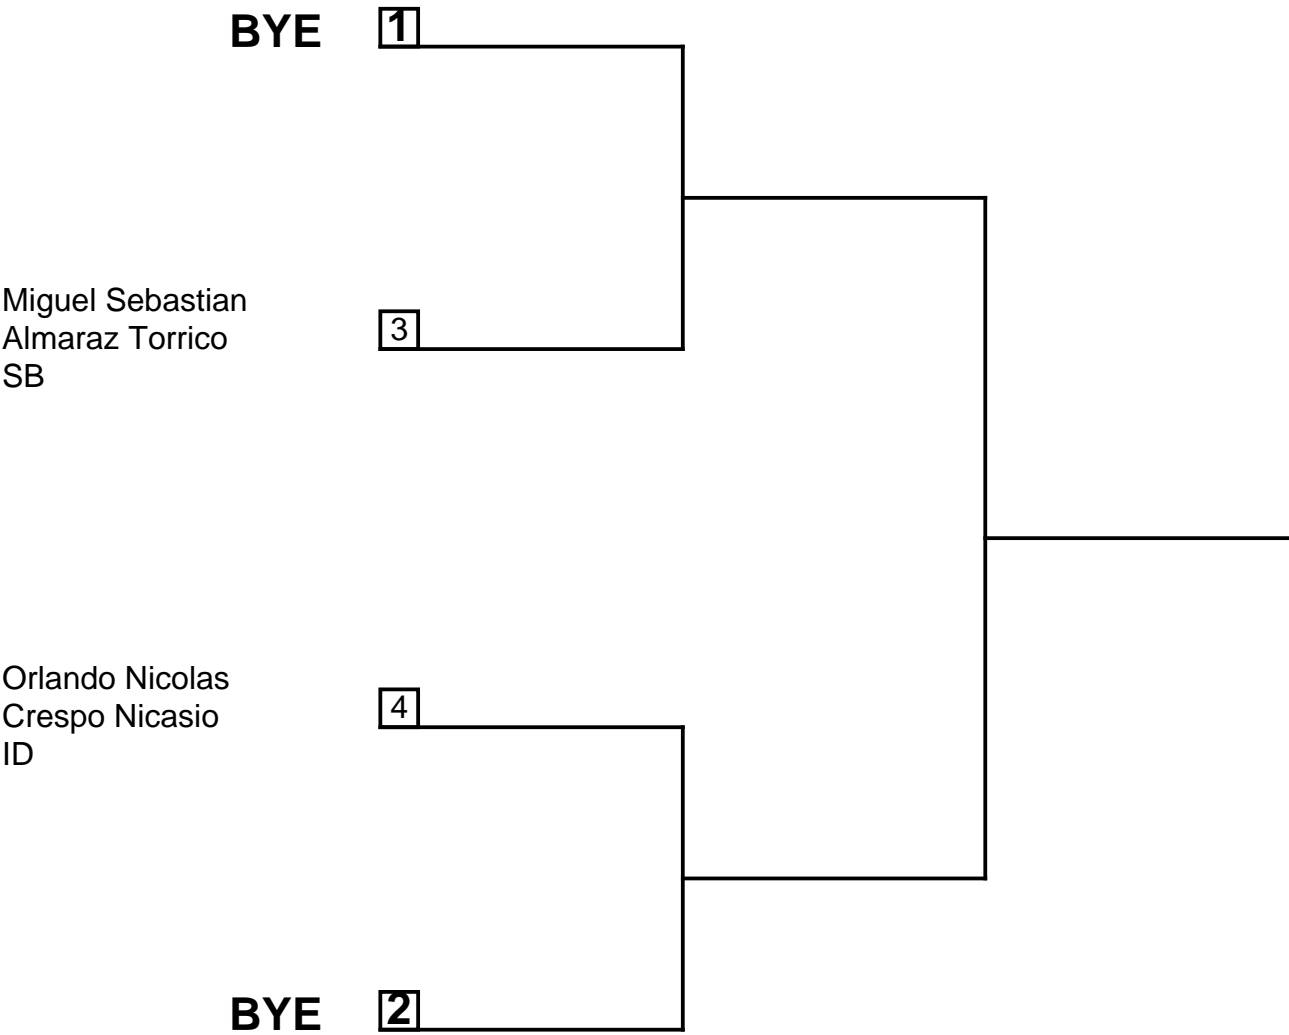 BYE 1
Miguel Sebastian
Almaraz Torrico
SB
3
Orlando Nicolas
Crespo Nicasio
ID
4
BYE 2